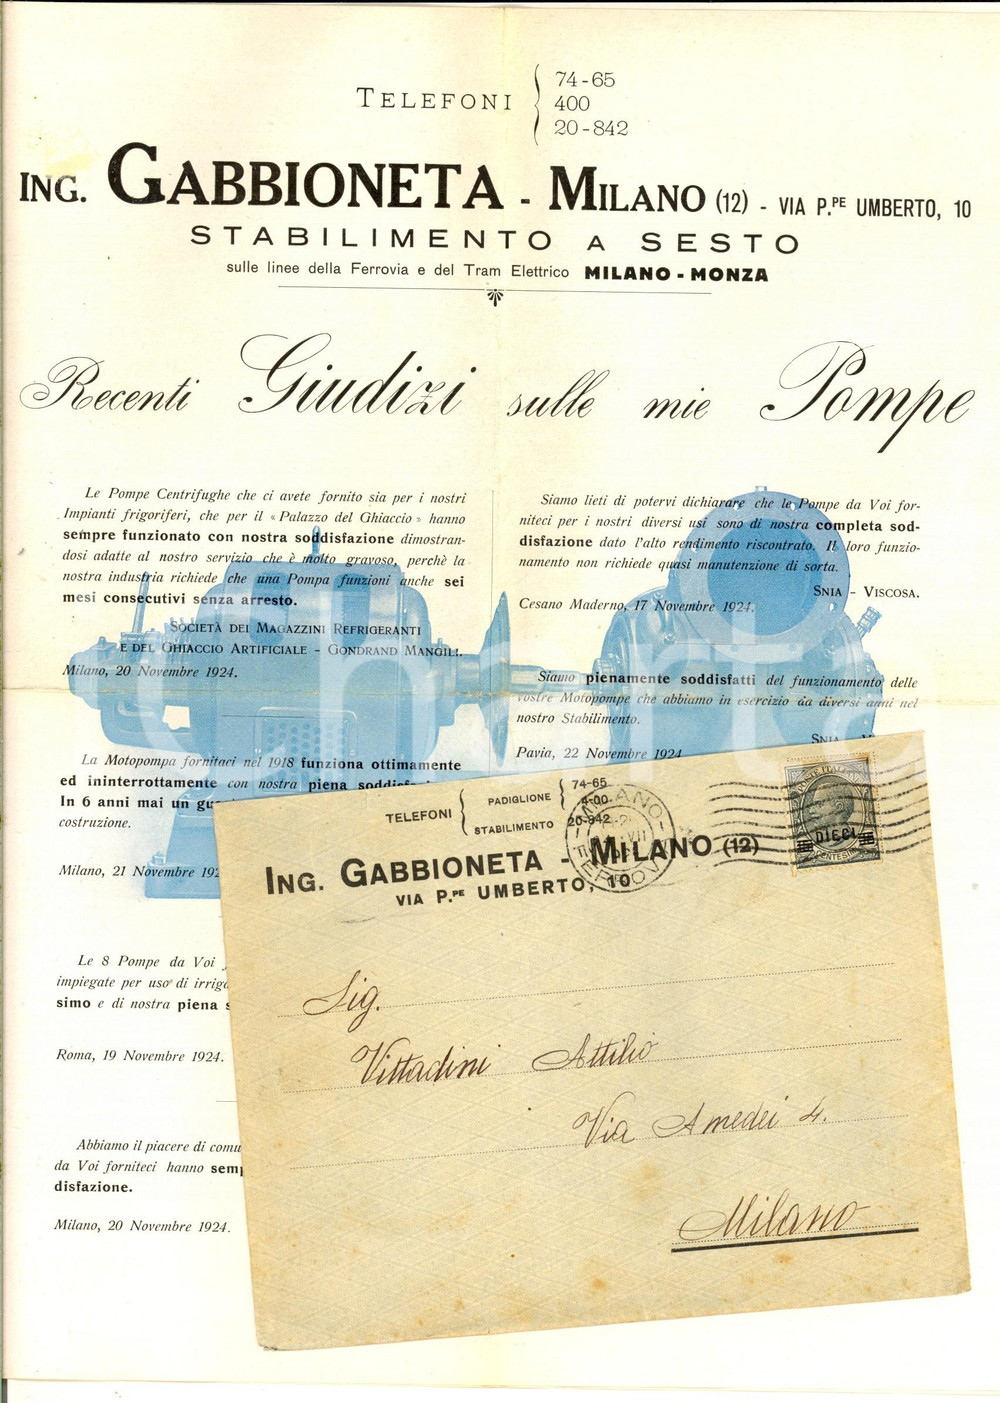 TELEFONI
74-65
400
20-842
ING. GABBIONETA - MILANO (12) - VIA P.PE UMBERTO, 10
STABILIMENTO A SESTO
sulle linee della Ferrovia e del Tram Elettrico MILANO - MONZA
Recenti Giudizi sulle mie Pompe
Le Pompe Centrifughe che ci avete fornito sia per i nostri
Impianti frigoriferi, che per il « Palazzo del Ghiaccio » hanno
sempre funzionato con nostra soddisfazione dimostran-
dosi adatte al nostro servizio che è molto gravoso, perchè la
nostra industria richiede che una Pompa funzioni anche sei
mesi consecutivi senza arresto.
SOCIETÀ DEI MAGAZZINI REFRIGERANTI
E DEL GHIACCIO ARTIFICIALE - GONDRAND MANGILI.
Milano, 20 Novembre 1924.
La Motopompa fornitaci nel 1918 funziona ottimamente
ed ininterrottamente con nostra piena
In 6 anni mai un
costruzione.
Milano, 21 Novembre
Le 8 Pompe da Voi
impiegate per uso di
simo e di nostra piena
Roma, 19 Novembre 1924.
Abbiamo il piacere di
da Voi forniteci hanno
disfazione.
Milano, 20 Novembre 1924.
Siamo lieti di potervi dichiarare che le Pompe da Voi for-
niteci per i nostri diversi usi sono di nostra completa sod-
disfazione dato l'alto rendimento riscontrato. Il loro funzio-
namento non richiede quasi manutenzione di sorta.
SNIA - VISCOSA.
Cesano Maderno, 17 Novembre 1924.
Siamo pienamente soddisfatti del funzionamento delle
vostre Motopompe che abbiamo in esercizio da diversi anni nel
nostro Stabilimento.
SNIA
Pavia, 22 Novembre 1924
TELEFONI
PADIGLIONE
74-65
4-00
STABILIMENTO
20-842
ING. GABBIONETA - MILANO (12)
VIA P.PE UMBERTO, 10
MILANO
FERROVIA
DIECI
Sig.
Vittadini Attilio
Via Amedei 4.
Milano